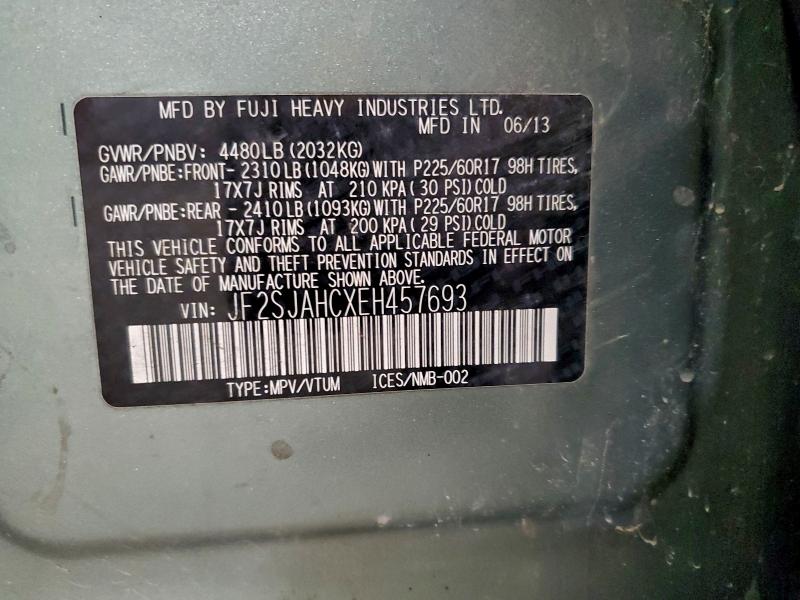 MFD BY FUJI HEAVY INDUSTRIES LTD.
MFD IN 06/13
GVWR/PNBV: 4480LB (2032KG)
GAWR/PNBE:FRONT- 2310LB (1048KG) WITH P225/60R17 98H TIRES,
17X7J RIMS AT 210 KPA ( 30 PSI) COLD
GAWR/PNBE:REAR - 2410LB (1093KG) WITH P225/60R17 98H TIRES,
17X7J RIMS AT 200 KPA ( 29 PSI) COLD
THIS VEHICLE CONFORMS TO ALL APPLICABLE FEDERAL MOTOR
VEHICLE SAFETY AND THEFT PREVENTION STANDARDS IN EFFECT ON
THE DATE OF MANUFACTURE SHOWN ABOVE.
VIN: JF2SJAHCXEH457693
TYPE:MPV/VTUM ICES/NMB-002